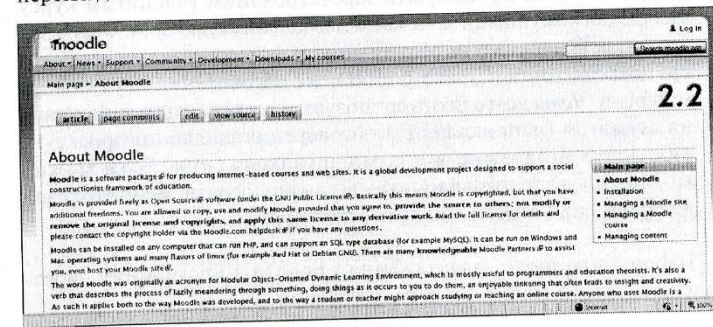 moodle
Log In
About News Support Community Development Downloads My courses
Search moodle.org
Main page ► About Moodle
2.2
article page comments edit view source history
About Moodle
Moodle is a software package for producing Internet-based courses and web sites. It is a global development project designed to support a social
constructionist framework of education.
Moodle is provided freely as Open Source software (under the GNU Public License). Basically this means Moodle is copyrighted, but that you have
additional freedoms. You are allowed to copy, use and modify Moodle provided that you agree to: provide the source to others; not modify or
remove the original license and copyrights, and apply this same license to any derivative work. Read the full license for details and
please contact the copyright holder via the Moodle.com helpdesk if you have any questions.
Moodle can be installed on any computer that can run PHP, and can support an SQL type database (for example MySQL). It can be run on Windows and
Mac operating systems and many flavors of linux (for example Red Hat or Debian GNU). There are many knowledgeable Moodle Partners to assist
you, even host your Moodle site.
The word Moodle was originally an acronym for Modular Object-Oriented Dynamic Learning Environment, which is mostly useful to programmers and education theorists. It's also a
verb that describes the process of lazily meandering through something, doing things as it occurs to you to do them, an enjoyable tinkering that often leads to insight and creativity.
As such it applies both to the way Moodle was developed, and to the way a student or teacher might approach studying or teaching an online course. Anyone who uses Moodle is a
Main page
About Moodle
Installation
Managing a Moodle site
Managing a Moodle
course
Managing content
Internet
100%